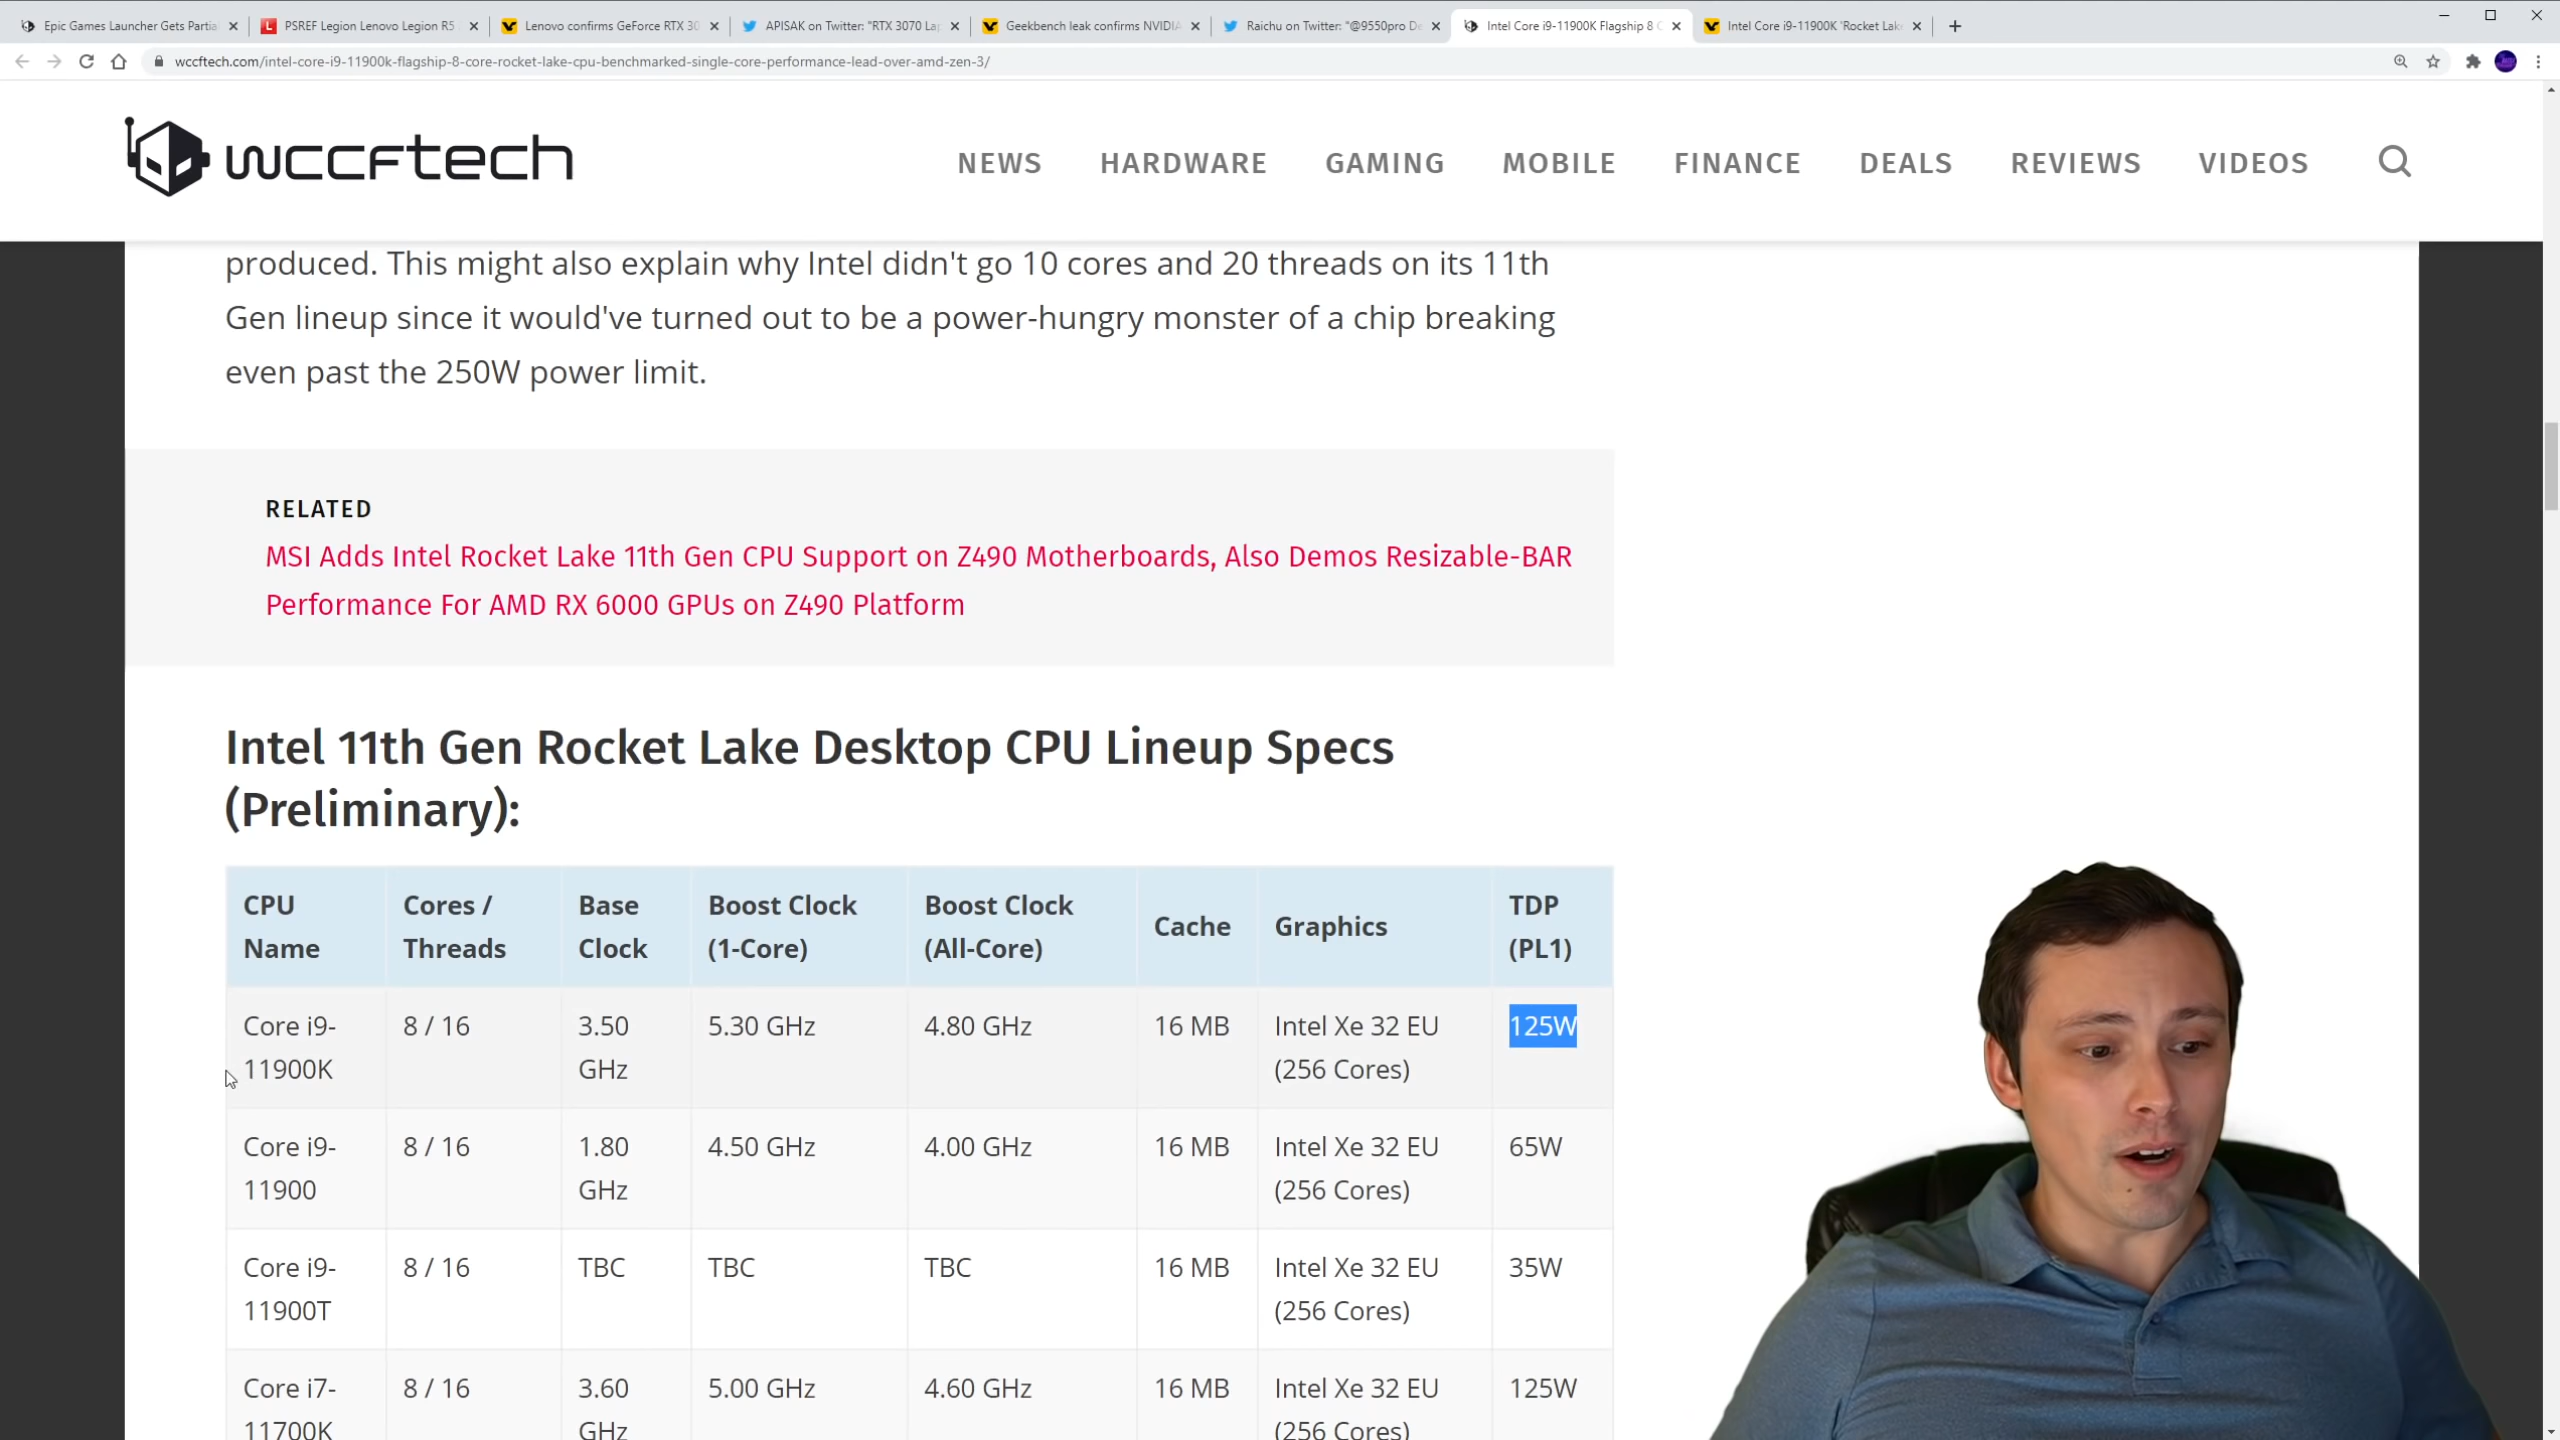 Epic Games Launcher Gets Partia
PSREF Legion Lenovo Legion R5
Lenovo confirms GeForce RTX 30
APISAK on Twitter: "RTX 3070 Lap
Geekbench leak confirms NVIDIA
Raichu on Twitter: "@9550pro De
Intel Core i9-11900K Flagship 8 C
Intel Core i9-11900K 'Rocket Lake
wccftech.com/intel-core-i9-11900k-flagship-8-core-rocket-lake-cpu-benchmarked-single-core-performance-lead-over-amd-zen-3/
wccftech
NEWS HARDWARE GAMING MOBILE FINANCE DEALS REVIEWS VIDEOS
produced. This might also explain why Intel didn't go 10 cores and 20 threads on its 11th
Gen lineup since it would've turned out to be a power-hungry monster of a chip breaking
even past the 250W power limit.
RELATED
MSI Adds Intel Rocket Lake 11th Gen CPU Support on Z490 Motherboards, Also Demos Resizable-BAR
Performance For AMD RX 6000 GPUs on Z490 Platform
Intel 11th Gen Rocket Lake Desktop CPU Lineup Specs
(Preliminary):
CPU Name Cores / Threads Base Clock Boost Clock (1-Core) Boost Clock (All-Core) Cache Graphics TDP (PL1)
Core i9-11900K 8 / 16 3.50 GHz 5.30 GHz 4.80 GHz 16 MB Intel Xe 32 EU (256 Cores) 125W
Core i9-11900 8 / 16 1.80 GHz 4.50 GHz 4.00 GHz 16 MB Intel Xe 32 EU (256 Cores) 65W
Core i9-11900T 8 / 16 TBC TBC TBC 16 MB Intel Xe 32 EU (256 Cores) 35W
Core i7-11700K 8 / 16 3.60 GHz 5.00 GHz 4.60 GHz 16 MB Intel Xe 32 EU (256 Cores) 125W